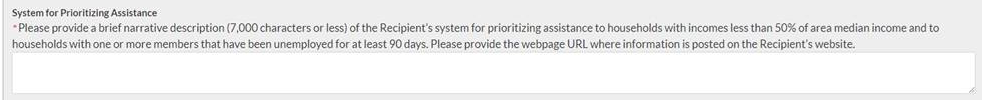 System for Prioritizing Assistance
*Please provide a brief narrative description (7,000 characters or less) of the Recipient's system for prioritizing assistance to households with incomes less than 50% of area median income and to
households with one or more members that have been unemployed for at least 90 days. Please provide the webpage URL where information is posted on the Recipient's website.